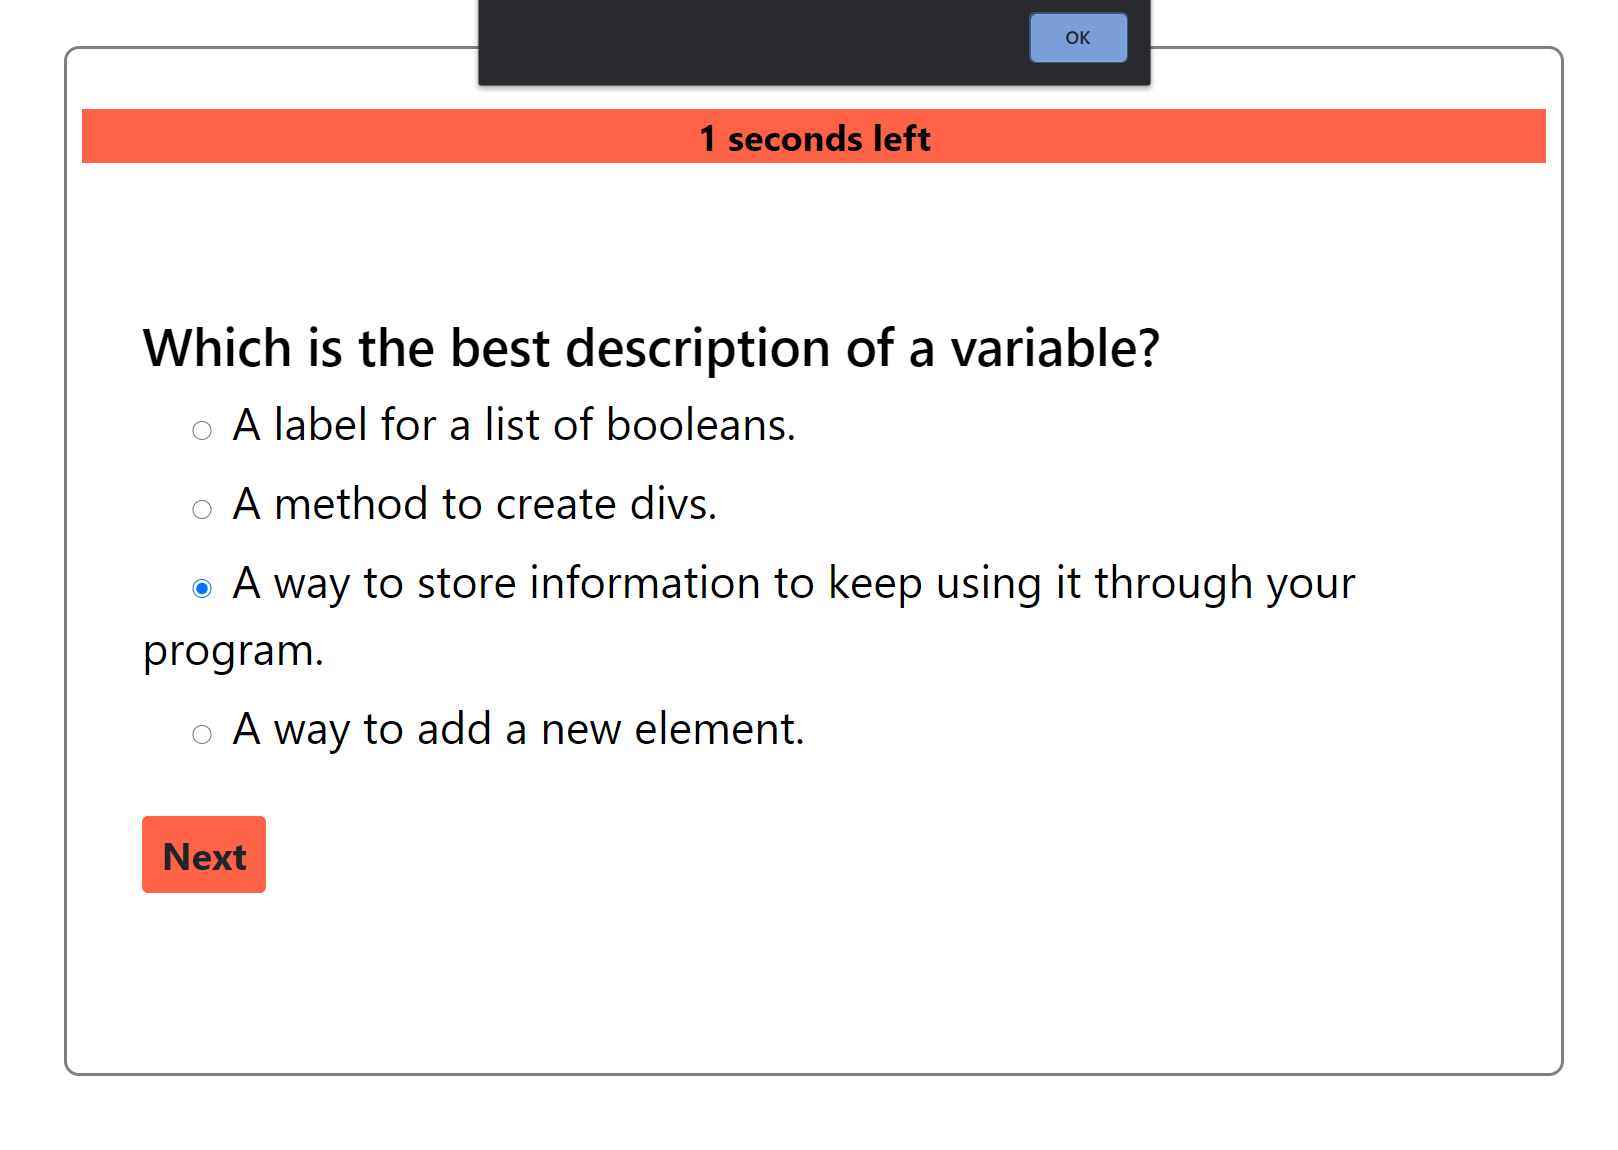 OK
1 seconds left
Which is the best description of a variable?
A label for a list of booleans.
A method to create divs.
A way to store information to keep using it through your
program.
A way to add a new element.
Next